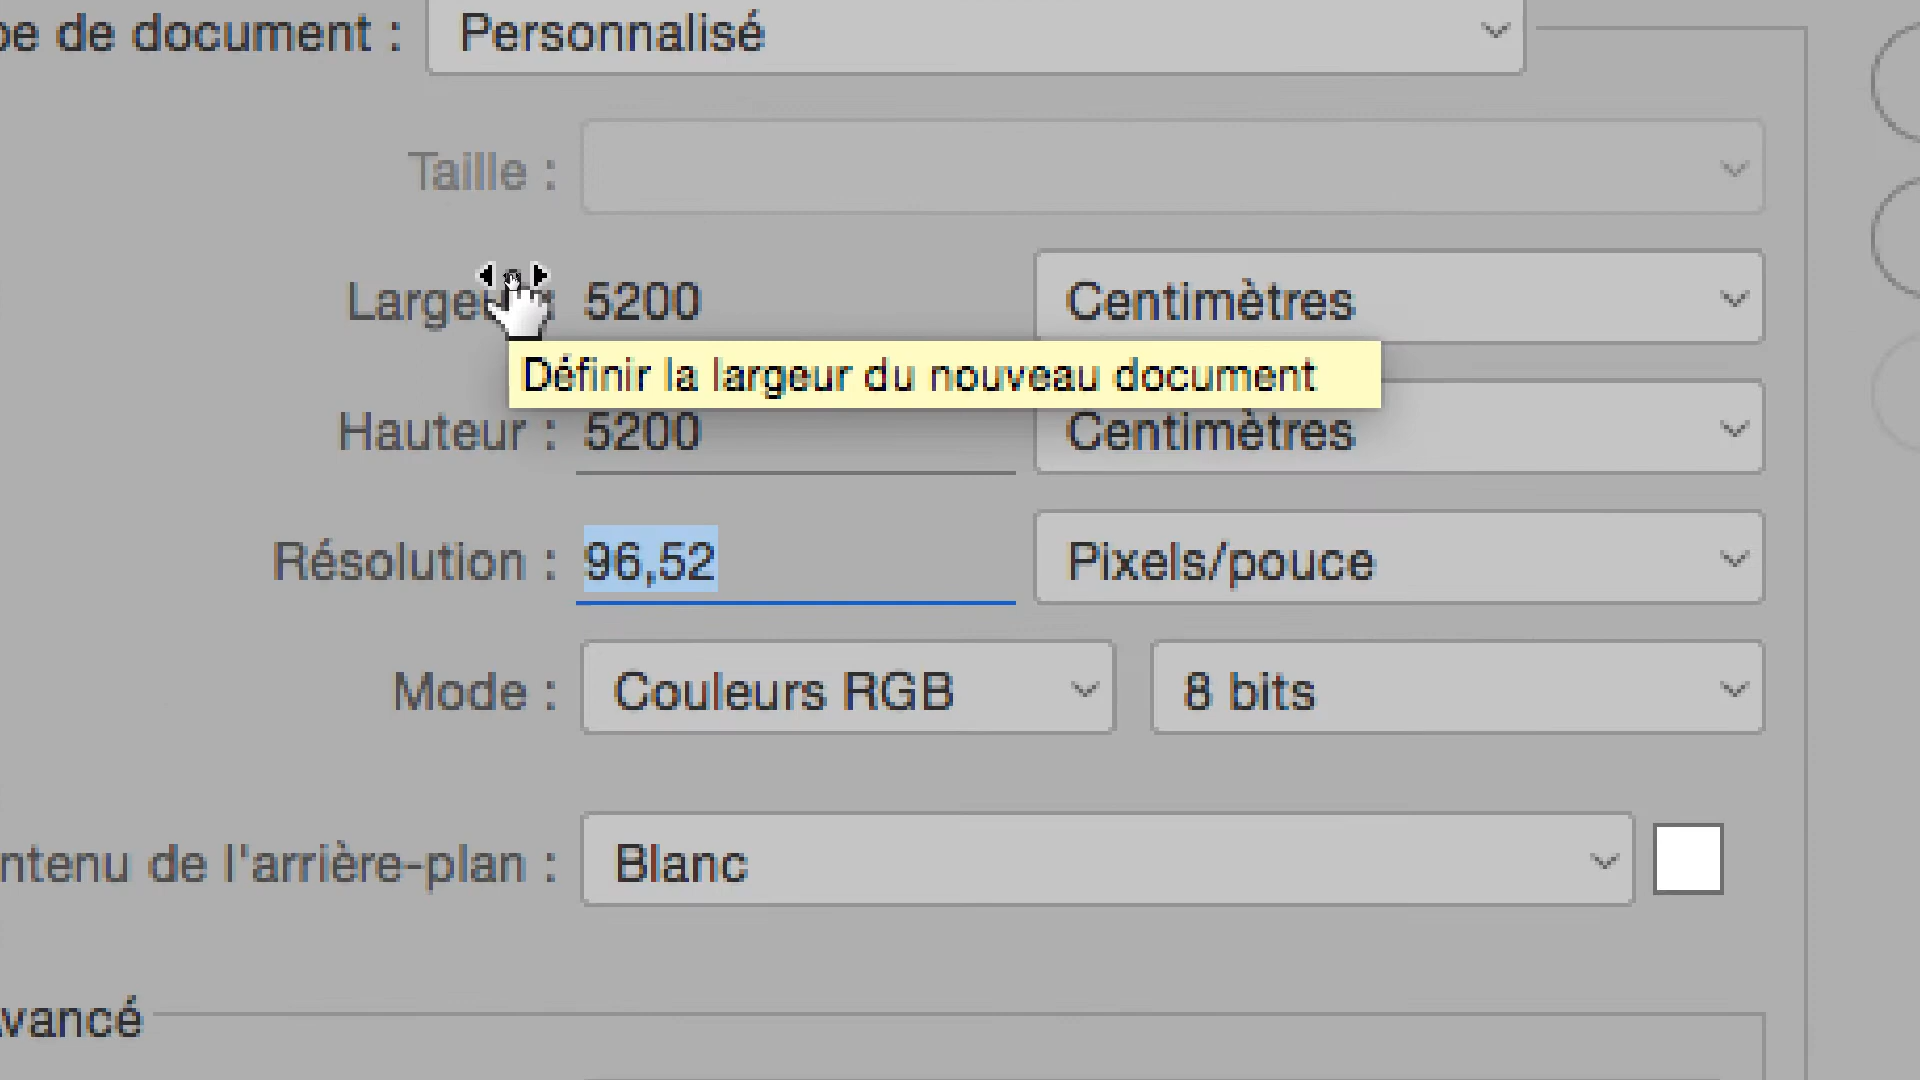 pe de document : Personnalisé
Taille :
Largeur : 5200 Centimètres
Définir la largeur du nouveau document
Hauteur : 5200 Centimètres
Résolution : 96,52 Pixels/pouce
Mode : Couleurs RGB 8 bits
ntenu de l'arrière-plan : Blanc
Avancé